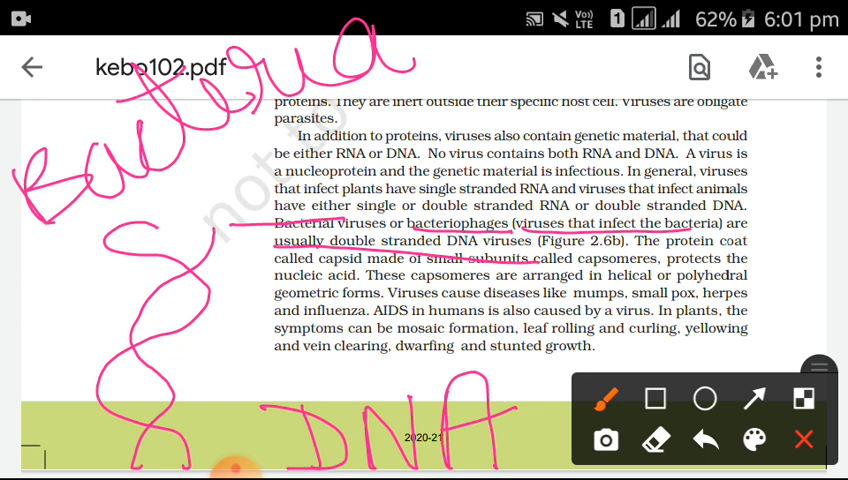 Vo)) LTE 1 62% 6:01 pm
kebo102.pdf
Bacteria
proteins. They are inert outside their specific host cell. Viruses are obligate
parasites.
In addition to proteins, viruses also contain genetic material, that could
be either RNA or DNA. No virus contains both RNA and DNA. A virus is
a nucleoprotein and the genetic material is infectious. In general, viruses
that infect plants have single stranded RNA and viruses that infect animals
have either single or double stranded RNA or double stranded DNA.
Bacterial viruses or bacteriophages (viruses that infect the bacteria) are
usually double stranded DNA viruses (Figure 2.6b). The protein coat
called capsid made of small subunits called capsomeres, protects the
nucleic acid. These capsomeres are arranged in helical or polyhedral
geometric forms. Viruses cause diseases like mumps, small pox, herpes
and influenza. AIDS in humans is also caused by a virus. In plants, the
symptoms can be mosaic formation, leaf rolling and curling, yellowing
and vein clearing, dwarfing and stunted growth.
not to
DNA
2020-21